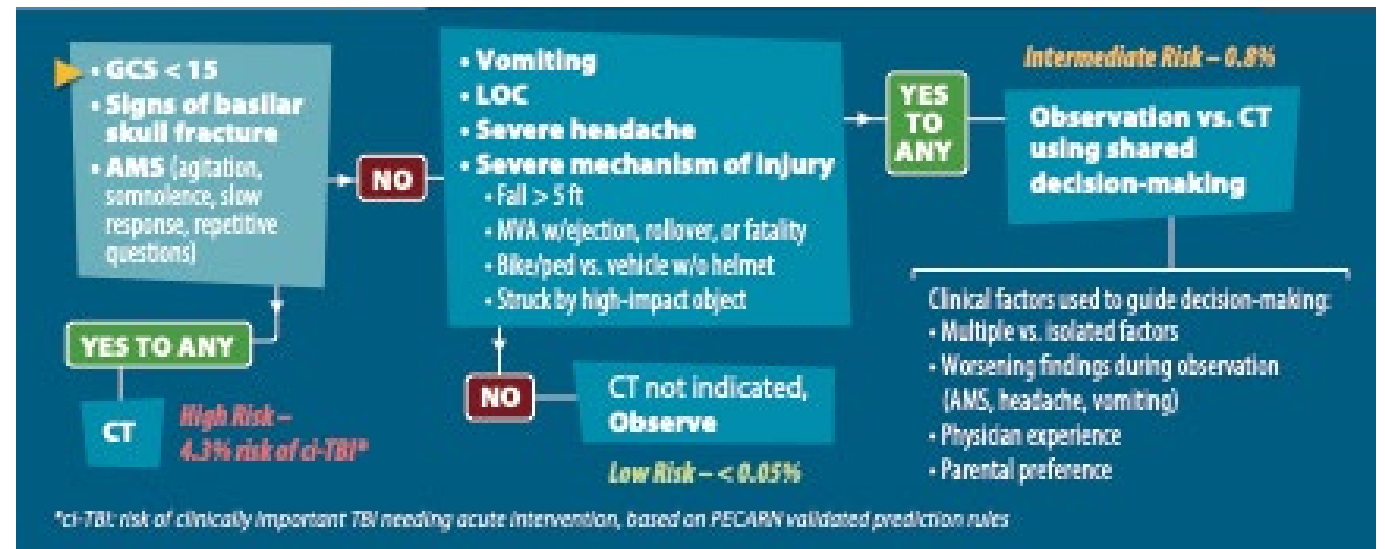 • GCS < 15
• Signs of basilar
skull fracture
• AMS (agitation,
somnolence, slow
response, repetitive
questions)
YES TO ANY
CT
High Risk –
4.3% risk of ci-TBI*
NO
• Vomiting
• LOC
• Severe headache
• Severe mechanism of injury
• Fall > 5 ft
• MVA w/ejection, rollover, or fatality
• Bike/ped vs. vehicle w/o helmet
• Struck by high-impact object
NO
CT not indicated,
Observe
Low Risk – < 0.05%
YES
TO
ANY
Intermediate Risk – 0.8%
Observation vs. CT
using shared
decision-making
Clinical factors used to guide decision-making:
• Multiple vs. isolated factors
• Worsening findings during observation
(AMS, headache, vomiting)
• Physician experience
• Parental preference
*ci-TBI: risk of clinically important TBI needing acute intervention, based on PECARN validated prediction rules